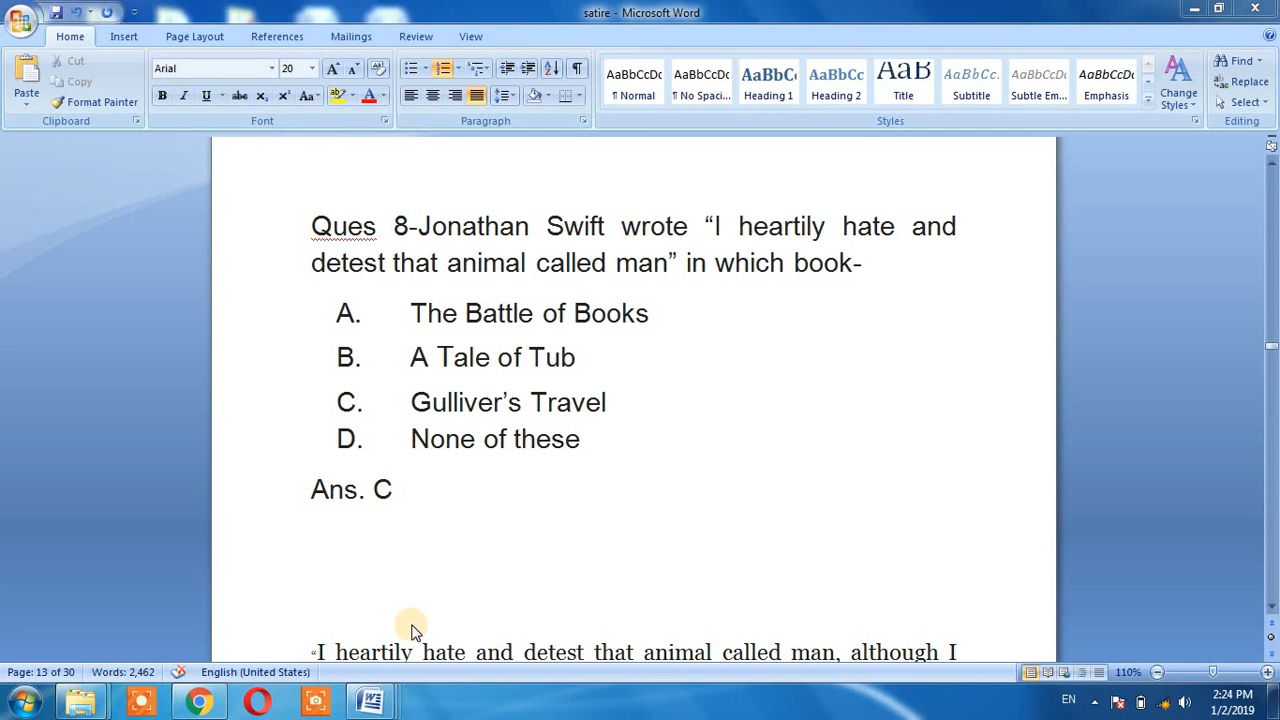 satire - Microsoft Word
Home Insert Page Layout References Mailings Review View
Paste
Cut
Copy
Format Painter
Clipboard
Arial 20
Font
Paragraph
AaBbCcDc AaBbCcDc AaBbC AaBbCc AaB AaBbCc. AaBbCcDc AaBbCcDc
¶ Normal ¶ No Spaci... Heading 1 Heading 2 Title Subtitle Subtle Em... Emphasis
Change Styles
Styles
Find
Replace
Select
Editing
Ques 8-Jonathan Swift wrote “I heartily hate and
detest that animal called man” in which book-
A. The Battle of Books
B. A Tale of Tub
C. Gulliver’s Travel
D. None of these
Ans. C
“I heartily hate and detest that animal called man, although I
Page: 13 of 30 Words: 2,462 English (United States) 110%
EN
2:24 PM
1/2/2019